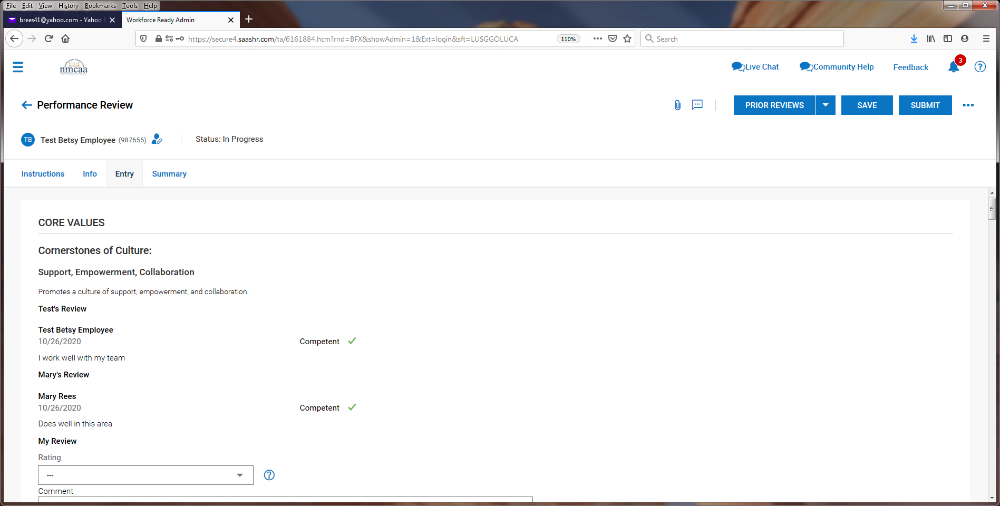 File Edit View History Bookmarks Tools Help
brees41@yahoo.com - Yahoo
Workforce Ready Admin
https://secure4.saashr.com/ta/6161884.hcm?rnd=BFX&showAdmin=1&Ext=login&sft=LUSGGOLUCA
110%
Search
nmcaa
Live Chat
Community Help
Feedback
3
Performance Review
PRIOR REVIEWS
SAVE
SUBMIT
TB
Test Betsy Employee (987655)
Status: In Progress
Instructions
Info
Entry
Summary
CORE VALUES
Cornerstones of Culture:
Support, Empowerment, Collaboration
Promotes a culture of support, empowerment, and collaboration.
Test's Review
Test Betsy Employee
10/26/2020
Competent
I work well with my team
Mary's Review
Mary Rees
10/26/2020
Competent
Does well in this area
My Review
Rating
---
Comment